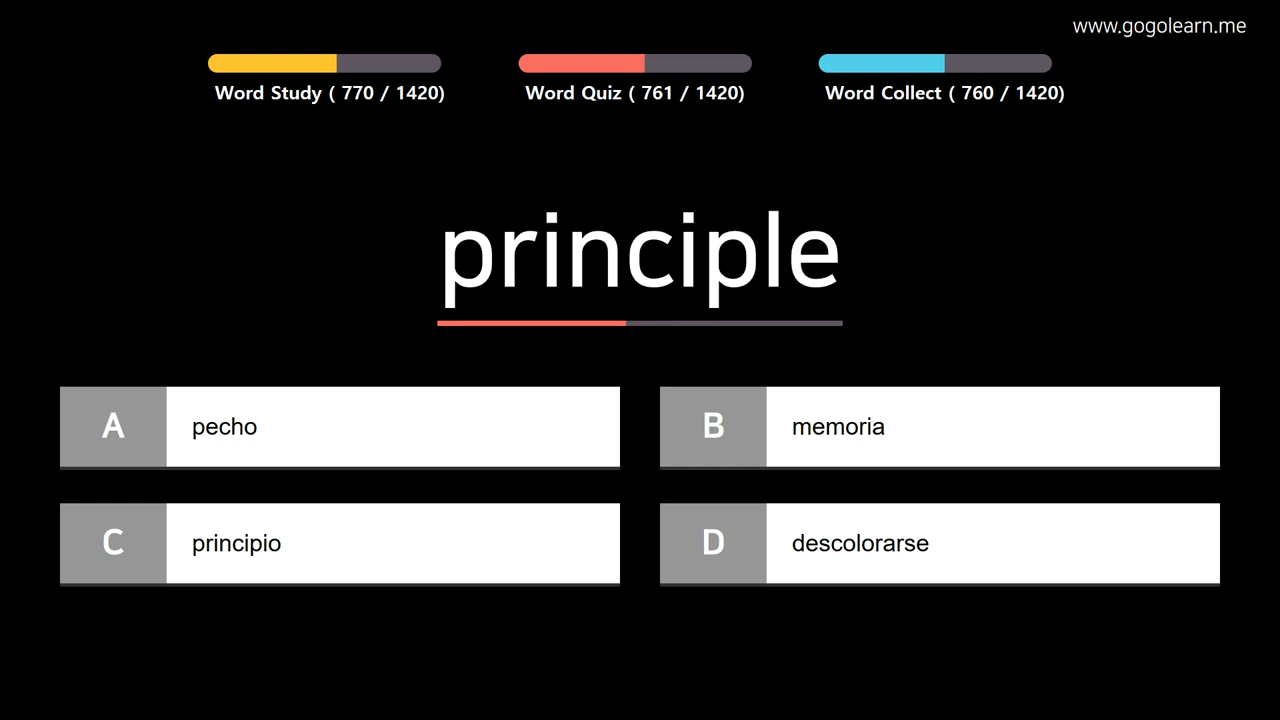 www.gogolearn.me
Word Study ( 770 / 1420)
Word Quiz ( 761 / 1420)
Word Collect ( 760 / 1420)
principle
A pecho
B memoria
C principio
D descolorarse